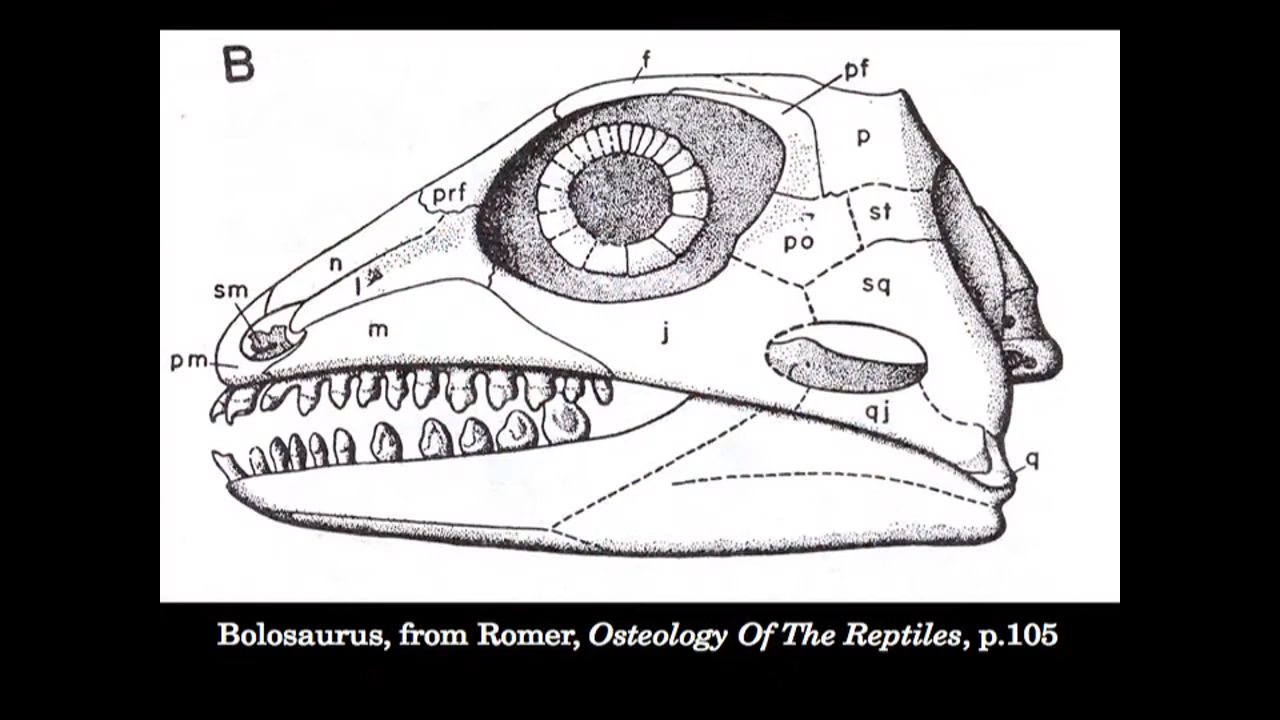 B
f
pf
p
prf
st
po
n
sm
l
sq
m
j
pm
qj
q
Bolosaurus, from Romer, Osteology Of The Reptiles, p.105